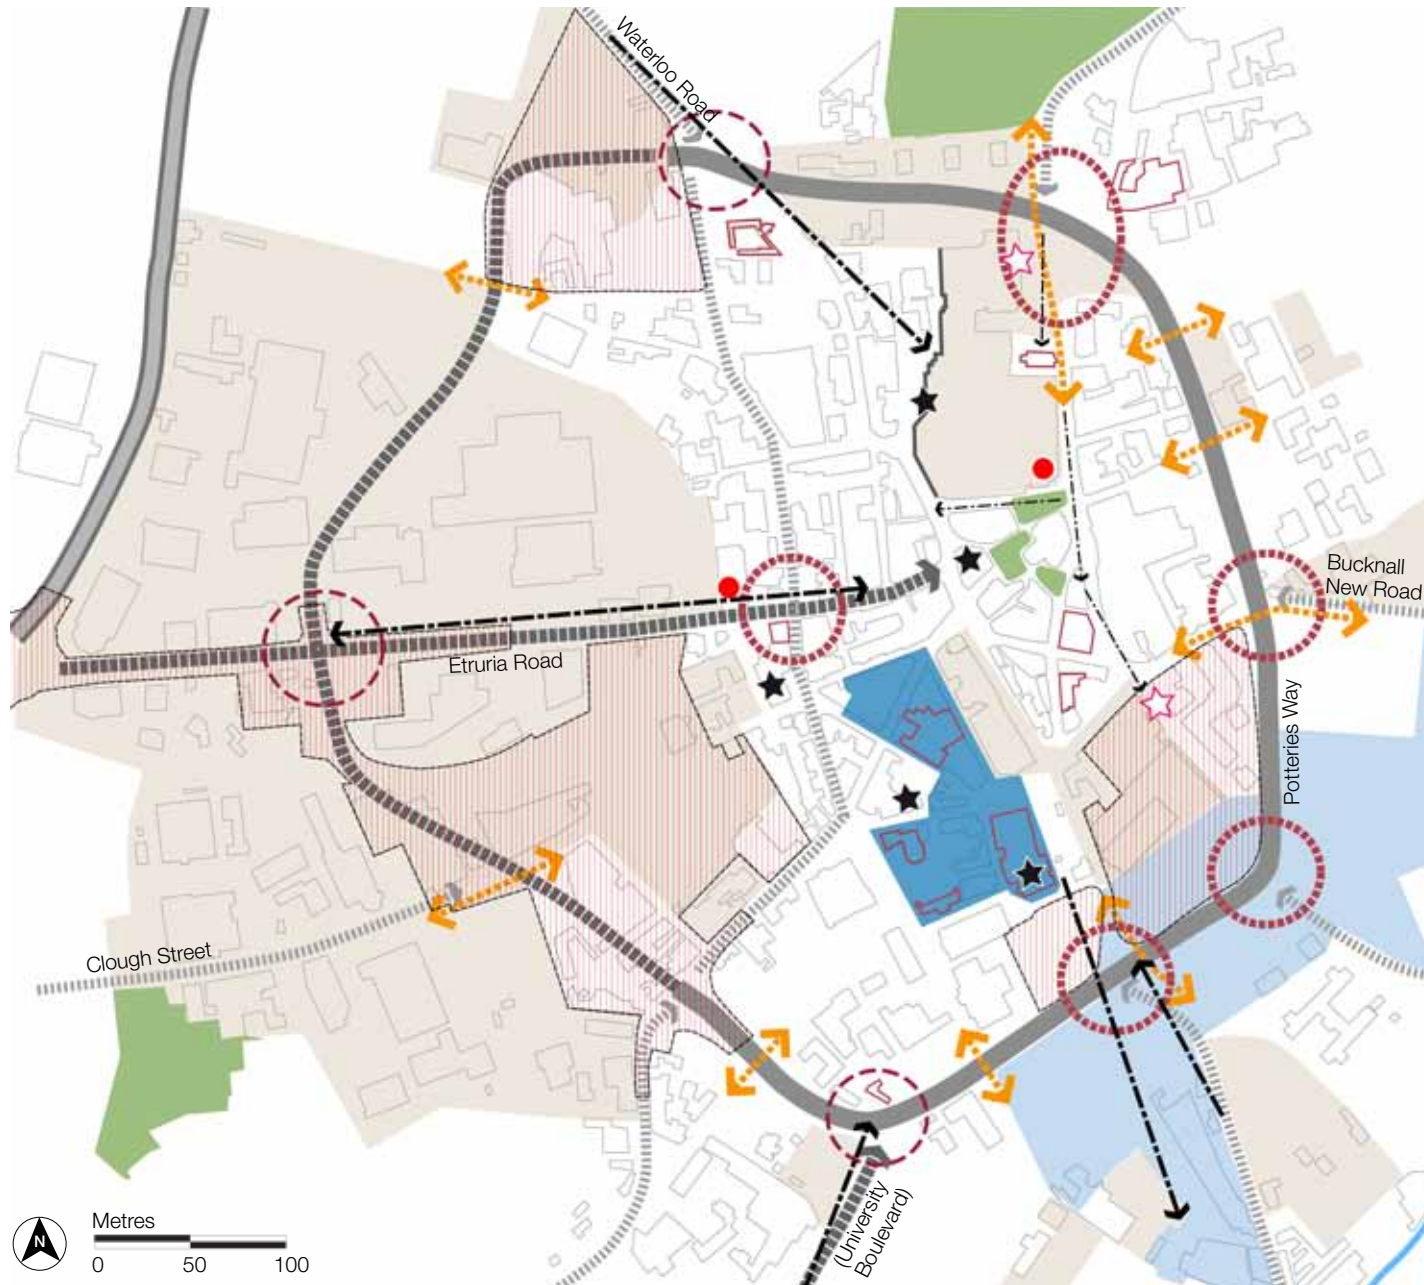 Waterloo Road
Bucknall
New Road
Etruria Road
Potteries Way
Clough Street
(University
Boulevard)
N
Metres
0 50 100